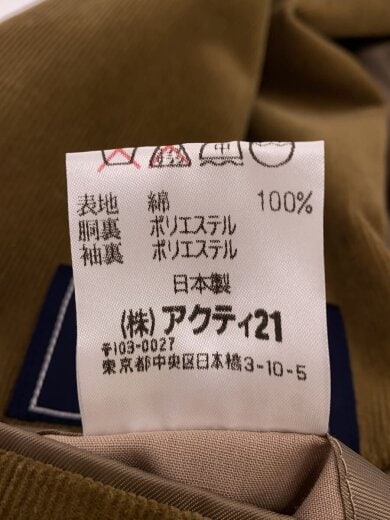 中
表地 綿 100%
胴裏 ポリエステル
袖裏 ポリエステル
日本製
(株)アクティ21
〒103-0027
東京都中央区日本橋3-10-5